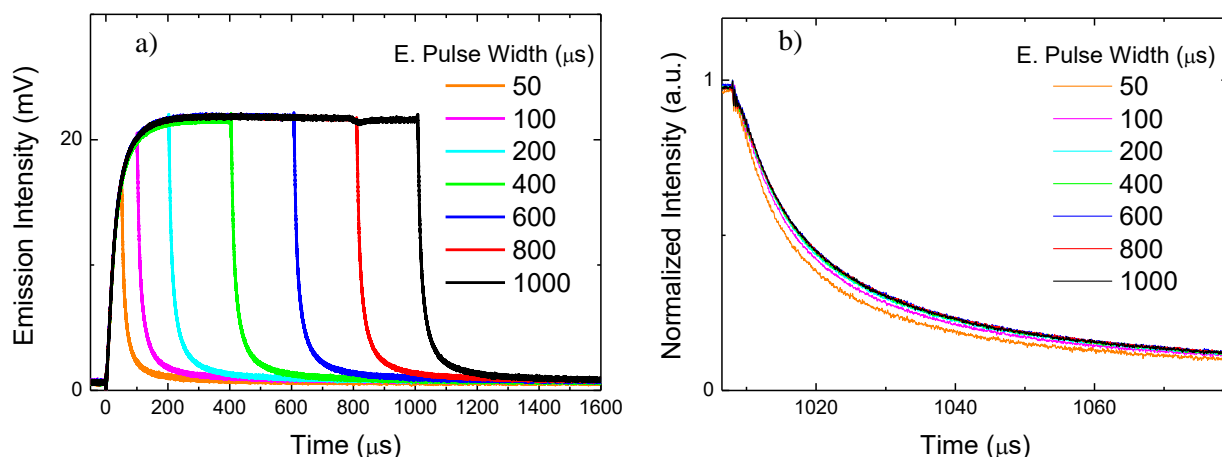 a)
E. Pulse Width (μs)
50
100
200
400
600
800
1000
Emission Intensity (mV)
20
0
0 200 400 600 800 1000 1200 1400 1600
Time (μs)
b)
E. Pulse Width (μs)
50
100
200
400
600
800
1000
Normalized Intensity (a.u.)
1
0
1020 1040 1060
Time (μs)